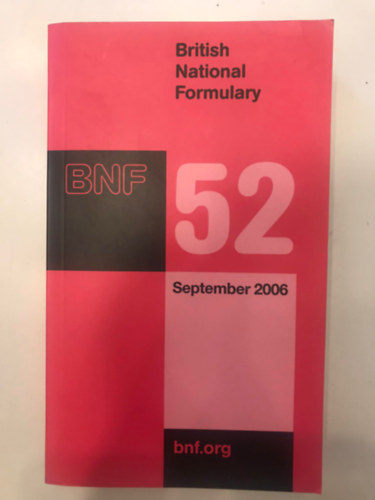 British
National
Formulary
BNF
52
September 2006
bnf.org